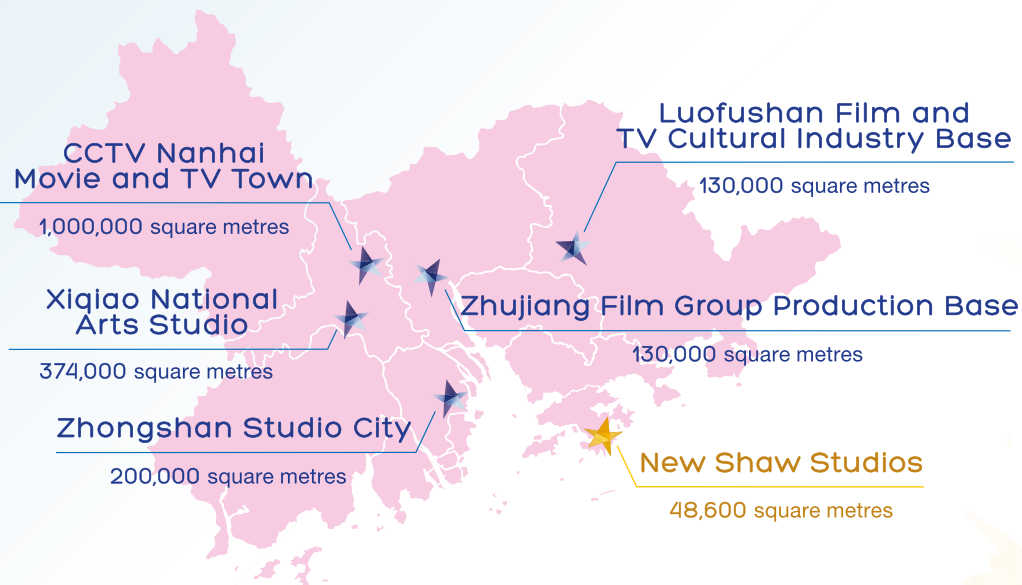 CCTV Nanhai
Movie and TV Town
1,000,000 square metres
Xiqiao National
Arts Studio
374,000 square metres
Zhongshan Studio City
200,000 square metres
Luofushan Film and
TV Cultural Industry Base
130,000 square metres
Zhujiang Film Group Production Base
130,000 square metres
New Shaw Studios
48,600 square metres